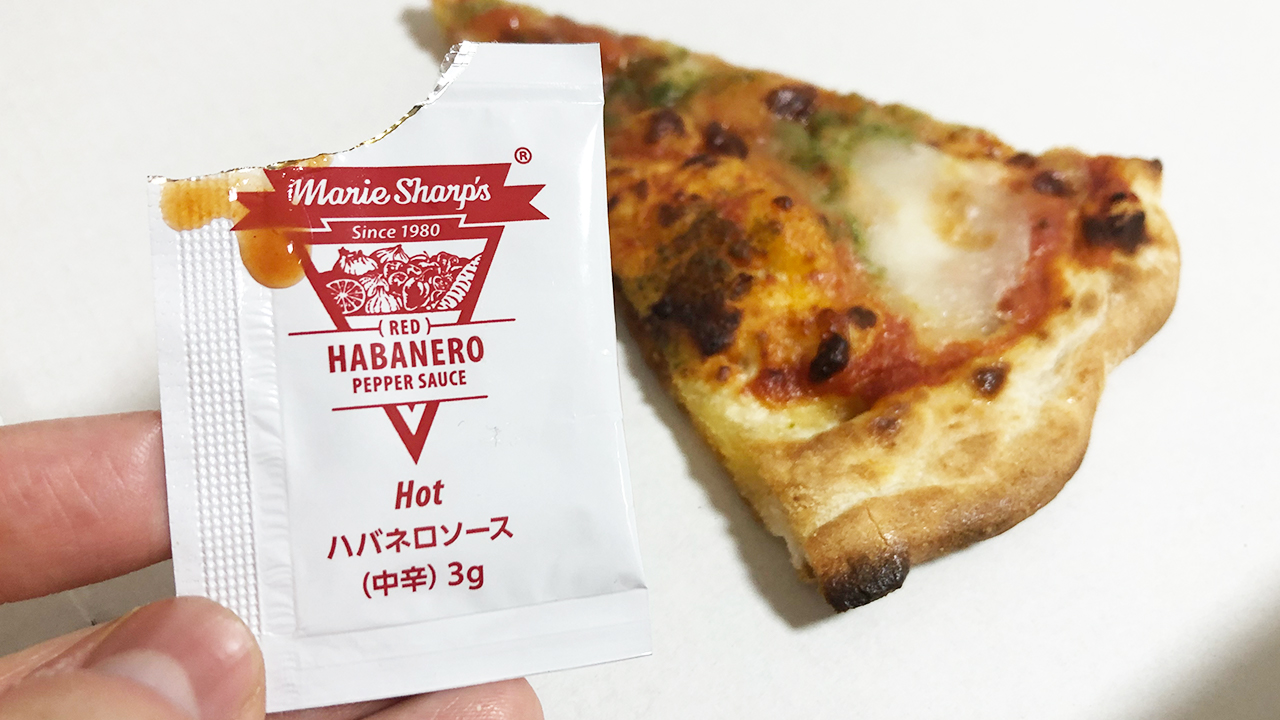 Marie Sharp's ®
Since 1980
(RED)
HABANERO
PEPPER SAUCE
Hot
ハバネロソース
(中辛) 3g